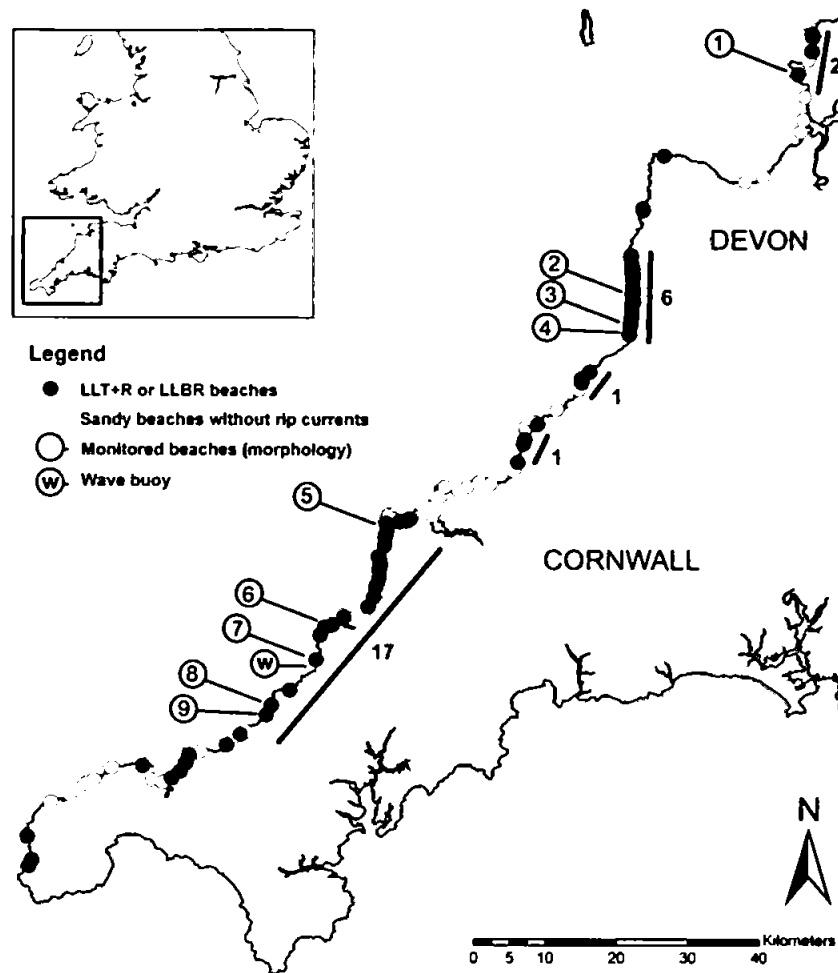 1
2
DEVON
2
3
6
4
Legend
LLT+R or LLBR beaches
1
Sandy beaches without rip currents
Monitored beaches (morphology)
1
W Wave buoy
5
CORNWALL
6
7
17
W
8
9
N
Kilometers
0 5 10 20 30 40